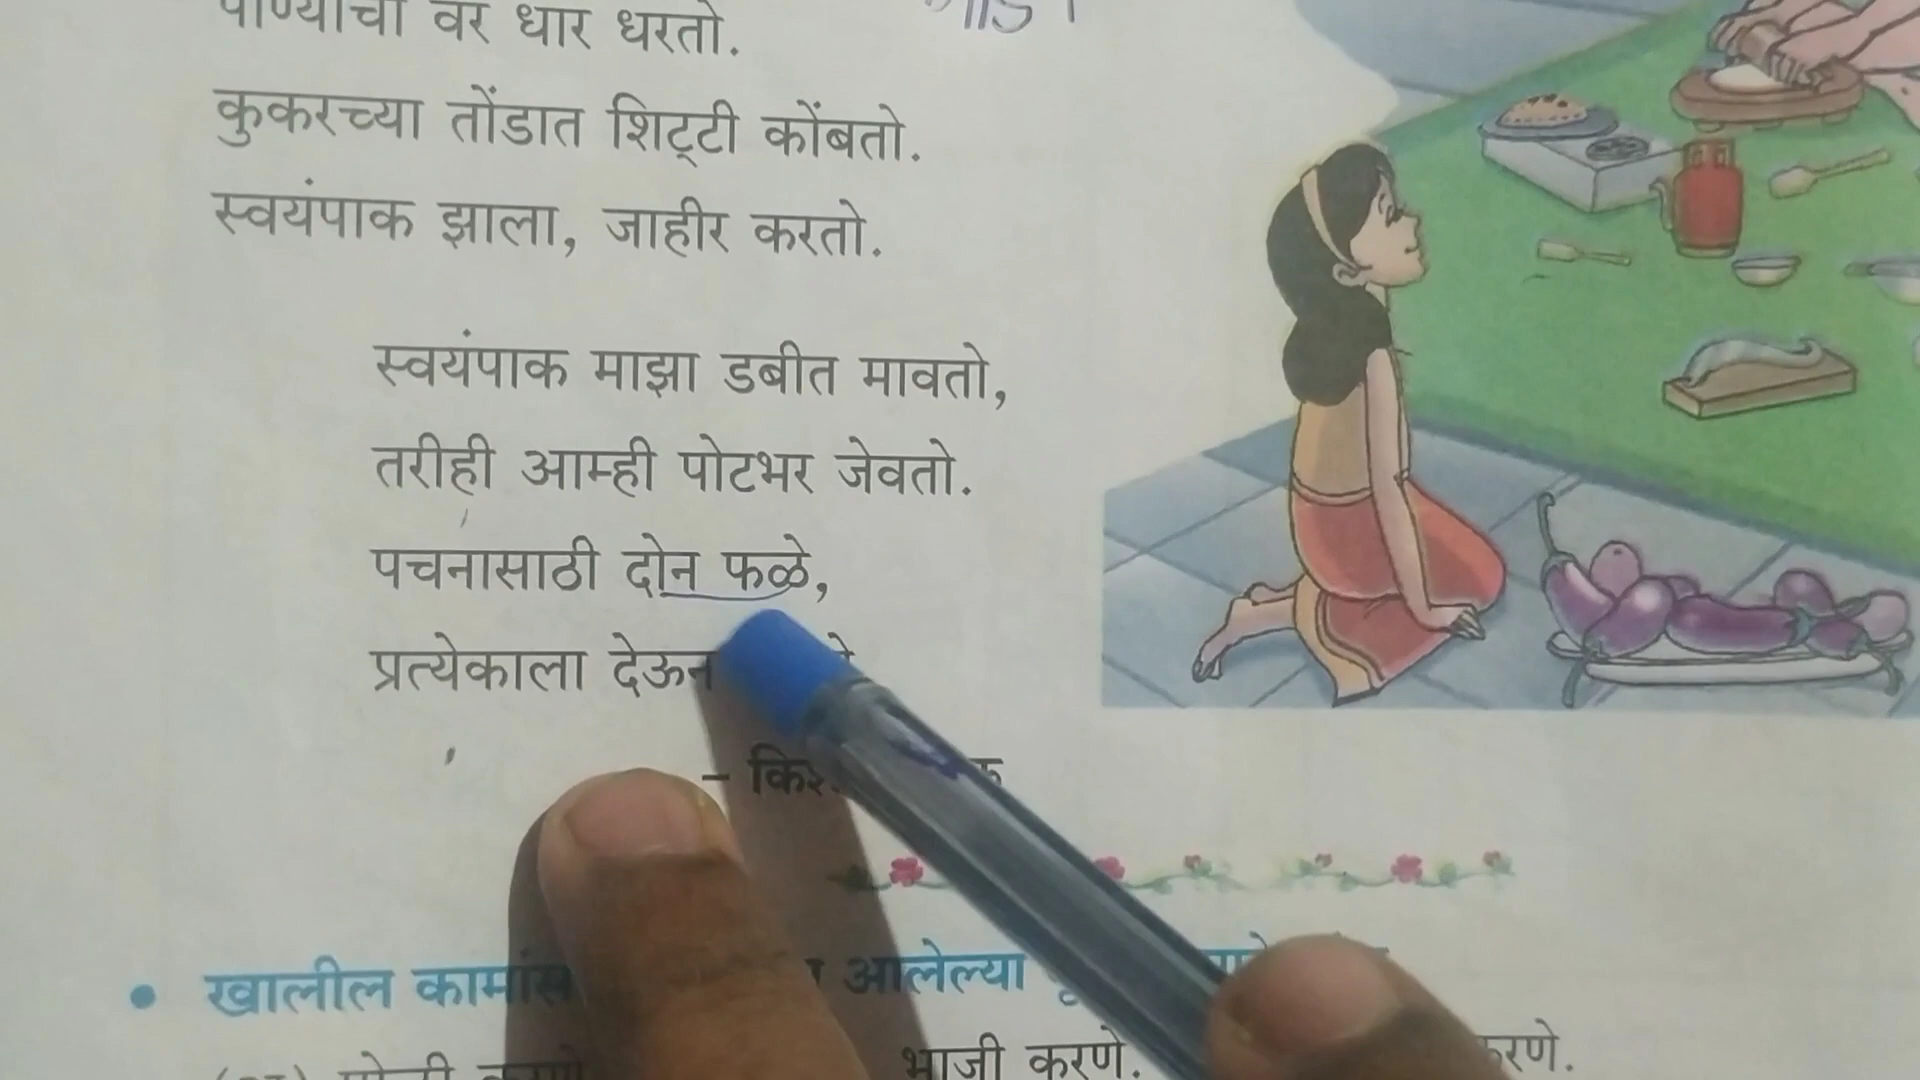 पाण्याची वर धार धरतो.
कुकरच्या तोंडात शिट्टी कोंबतो.
स्वयंपाक झाला, जाहीर करतो.
स्वयंपाक माझा डबीत मावतो,
तरीही आम्ही पोटभर जेवतो.
पचनासाठी दोन फळे,
प्रत्येकाला देऊन
खालील आलेल्या
भाजी करणे.